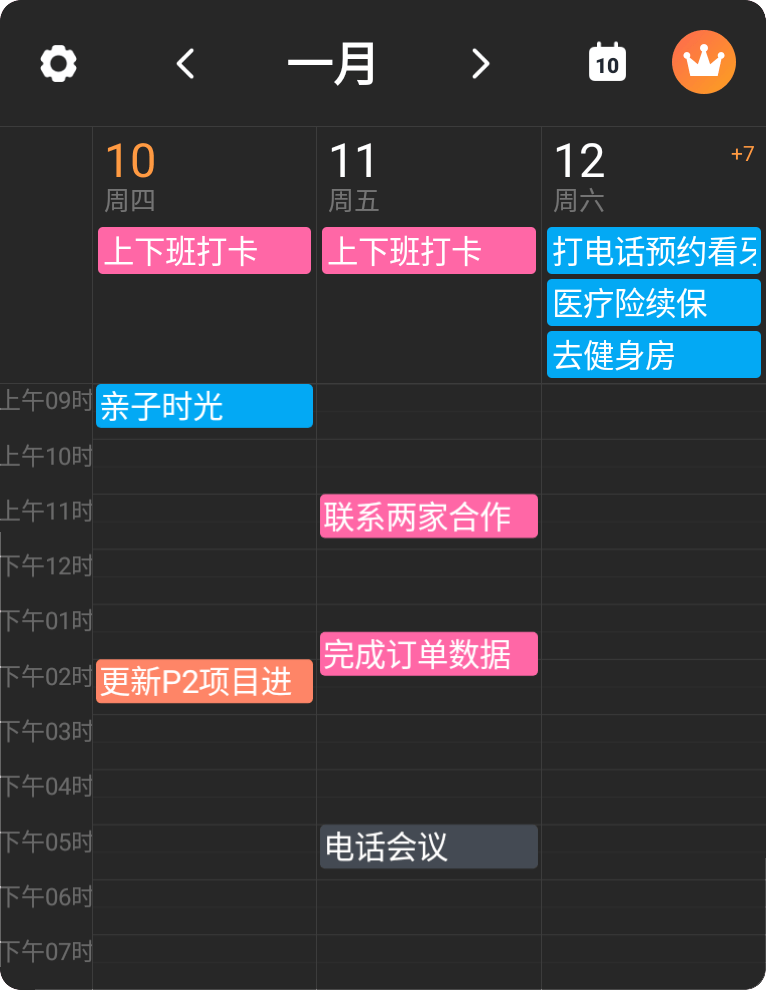 一月
10
10
周四
11
周五
12
周六
+7
上下班打卡
上下班打卡
打电话预约看牙
医疗险续保
去健身房
上午09时
亲子时光
上午10时
上午11时
联系两家合作
下午12时
下午01时
完成订单数据
下午02时
更新P2项目进
下午03时
下午04时
下午05时
电话会议
下午06时
下午07时